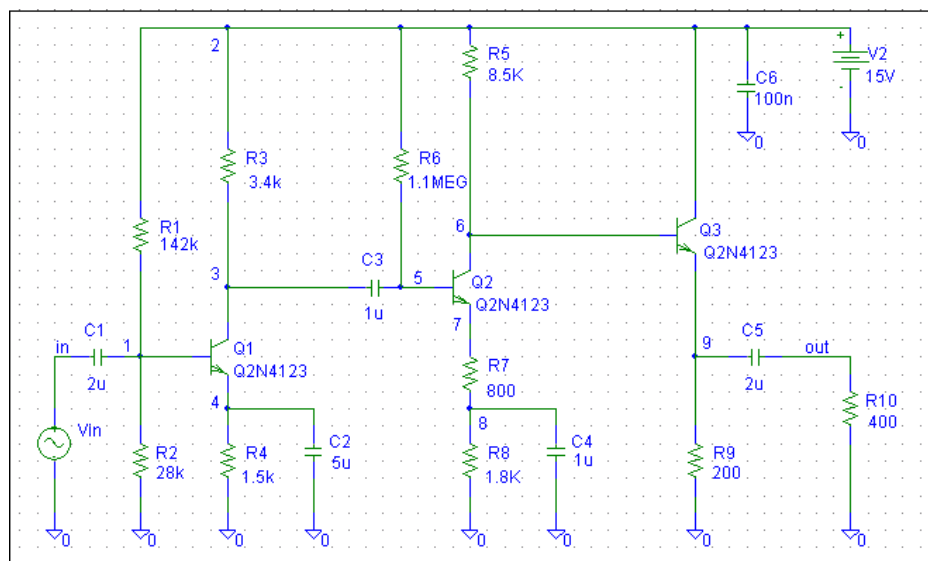 2
R5
8.5K
+
V2
15V
-
C6
100n
0
0
R3
3.4k
R6
1.1MEG
R1
142k
6
Q3
Q2N4123
3
C3
5
1u
Q2
Q2N4123
7
C1
in
1
2u
Q1
Q2N4123
R7
800
9
C5
out
2u
4
8
R10
400
Vin
R2
28k
R4
1.5k
C2
5u
R8
1.8K
C4
1u
R9
200
0
0
0
0
0
0
0
0
0